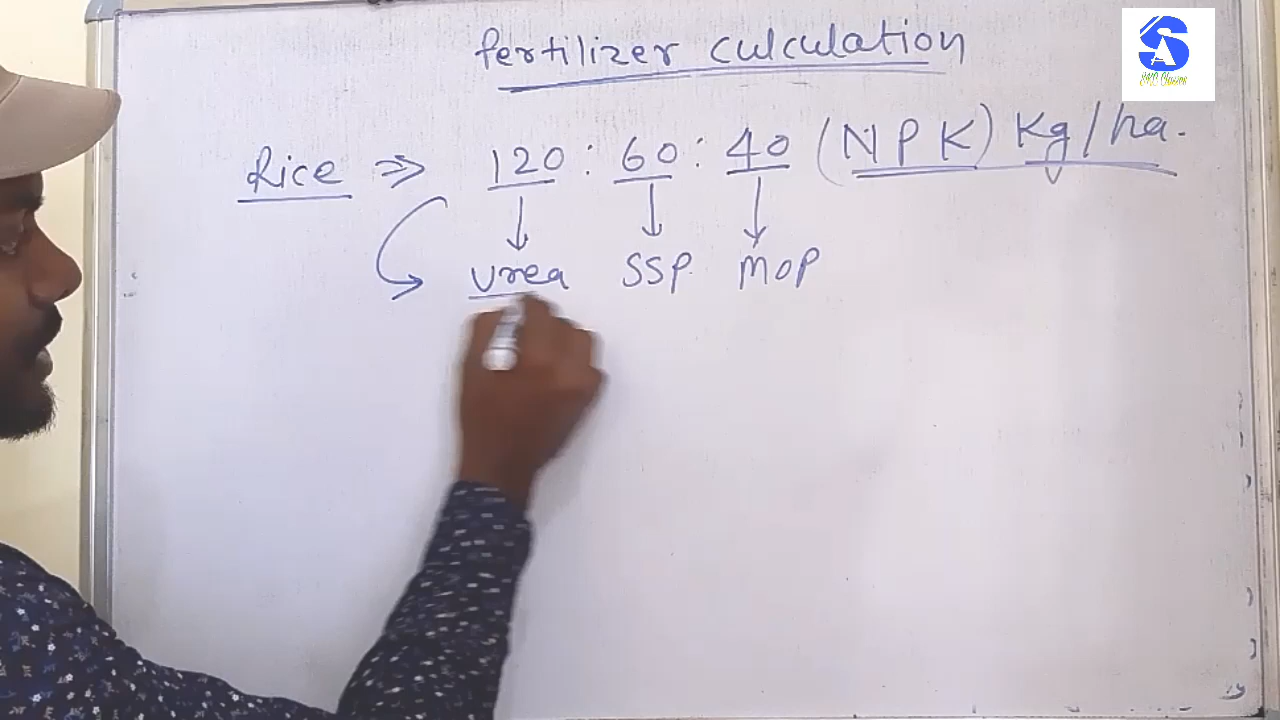 fertilizer culculation
Rice ⇒ 120 : 60 : 40 (NPK) Kg/ha.
Urea SSP MOP